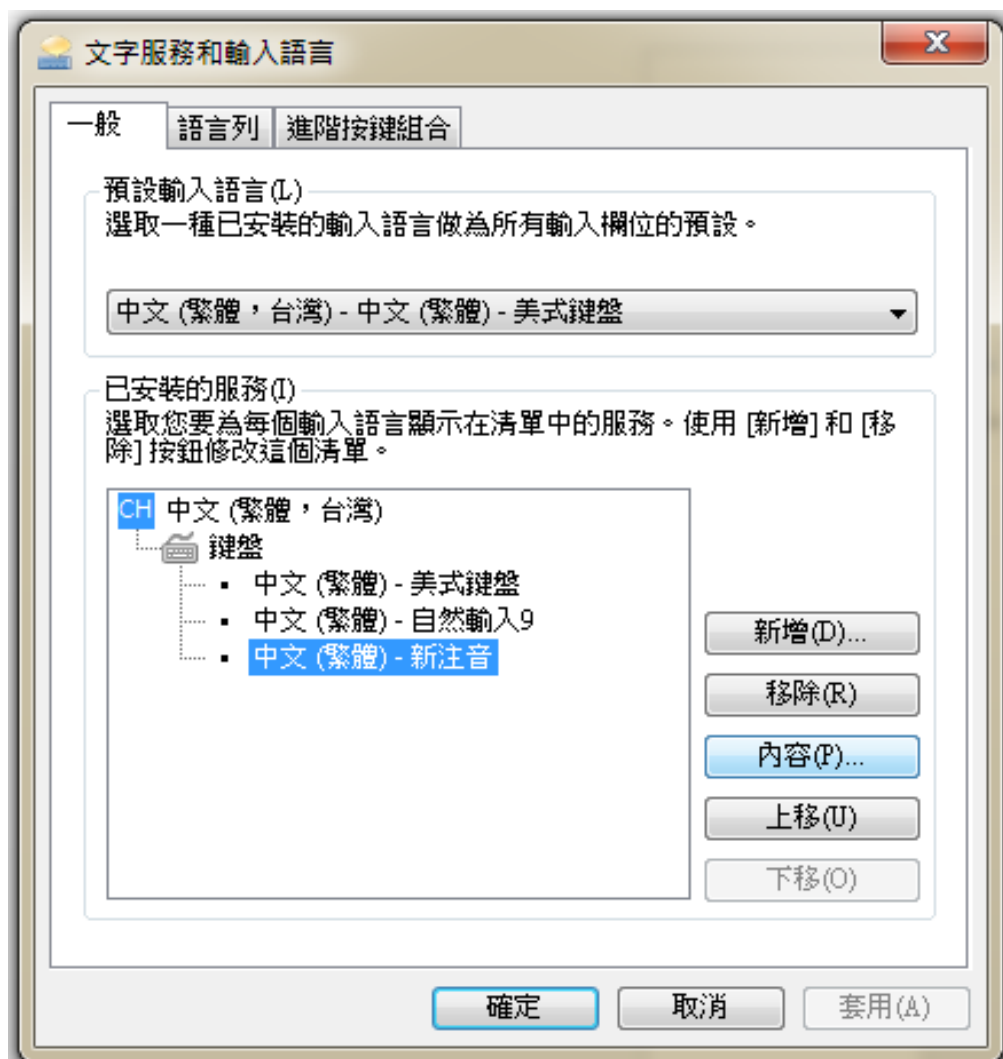 文字服務和輸入語言
一般
語言列
進階按鍵組合
預設輸入語言(L)
選取一種已安裝的輸入語言做為所有輸入欄位的預設。
中文 (繁體，台灣) - 中文 (繁體) - 美式鍵盤
已安裝的服務(I)
選取您要為每個輸入語言顯示在清單中的服務。使用 [新增] 和 [移
除] 按鈕修改這個清單。
CH 中文 (繁體，台灣)
鍵盤
中文 (繁體) - 美式鍵盤
中文 (繁體) - 自然輸入9
中文 (繁體) - 新注音
新增(D)...
移除(R)
內容(P)...
上移(U)
下移(O)
確定
取消
套用(A)